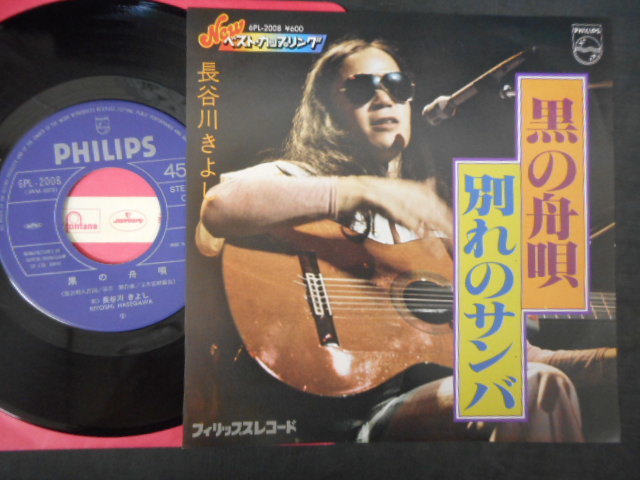 New
6PL-2008 ¥600
ベスト・カップリング
長谷川きよし
PHILIPS
黒の舟唄
別れのサンバ
フィリップスレコード
PHILIPS
45
6PL-2008
STE
fontana
mercury
黒の舟唄
長谷川きよし
KIYOSHI HASEGAWA